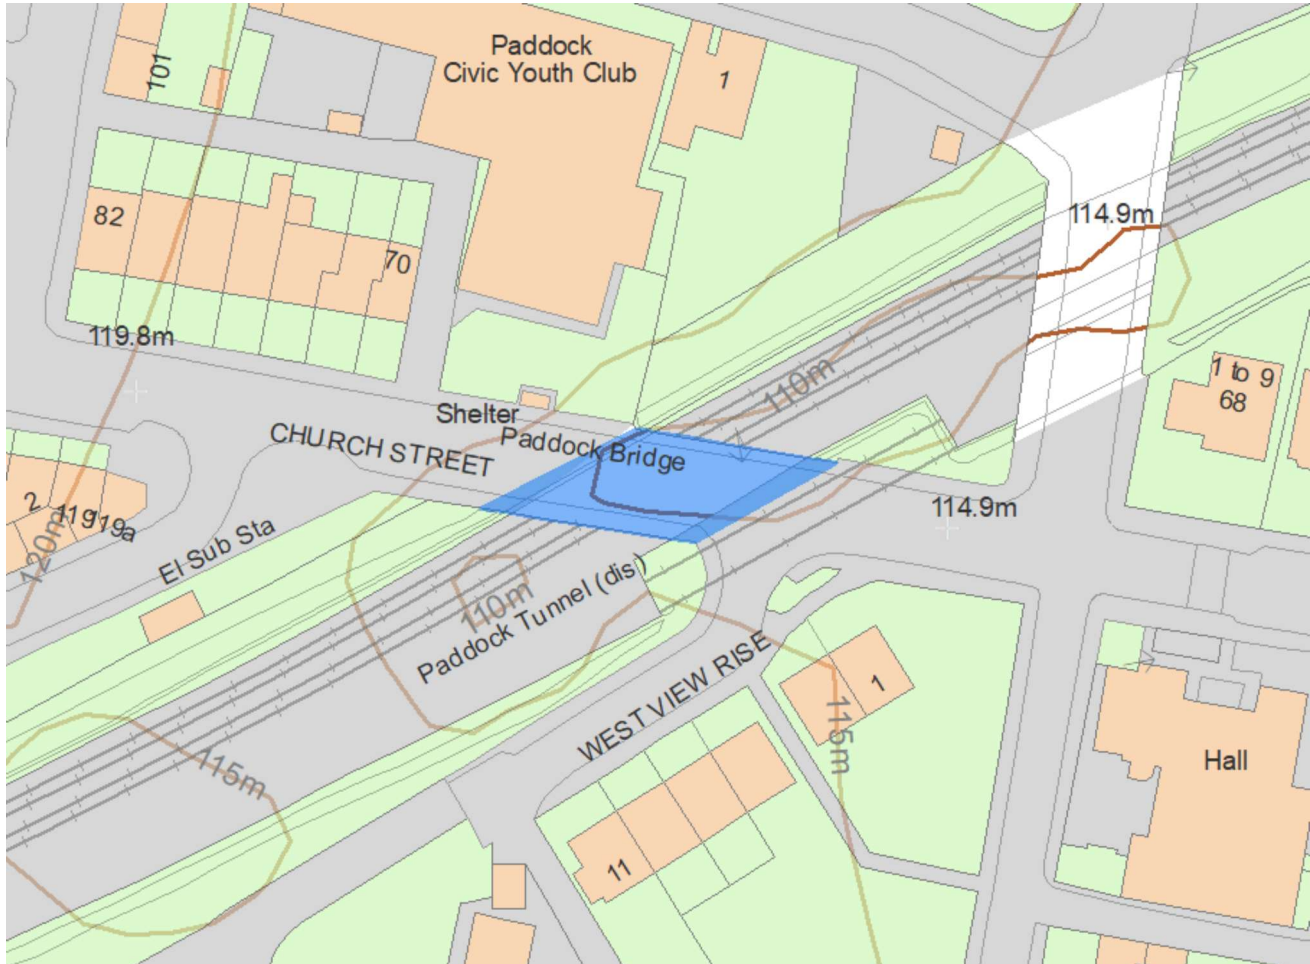 Paddock
Civic Youth Club
1
101
82
70
114.9m
119.8m
110m
1 to 9
68
Shelter
CHURCH STREET
Paddock Bridge
114.9m
2
119
119a
120m
El Sub Sta
110m
Paddock Tunnel (dis)
WEST VIEW RISE
1
115m
115m
Hall
11